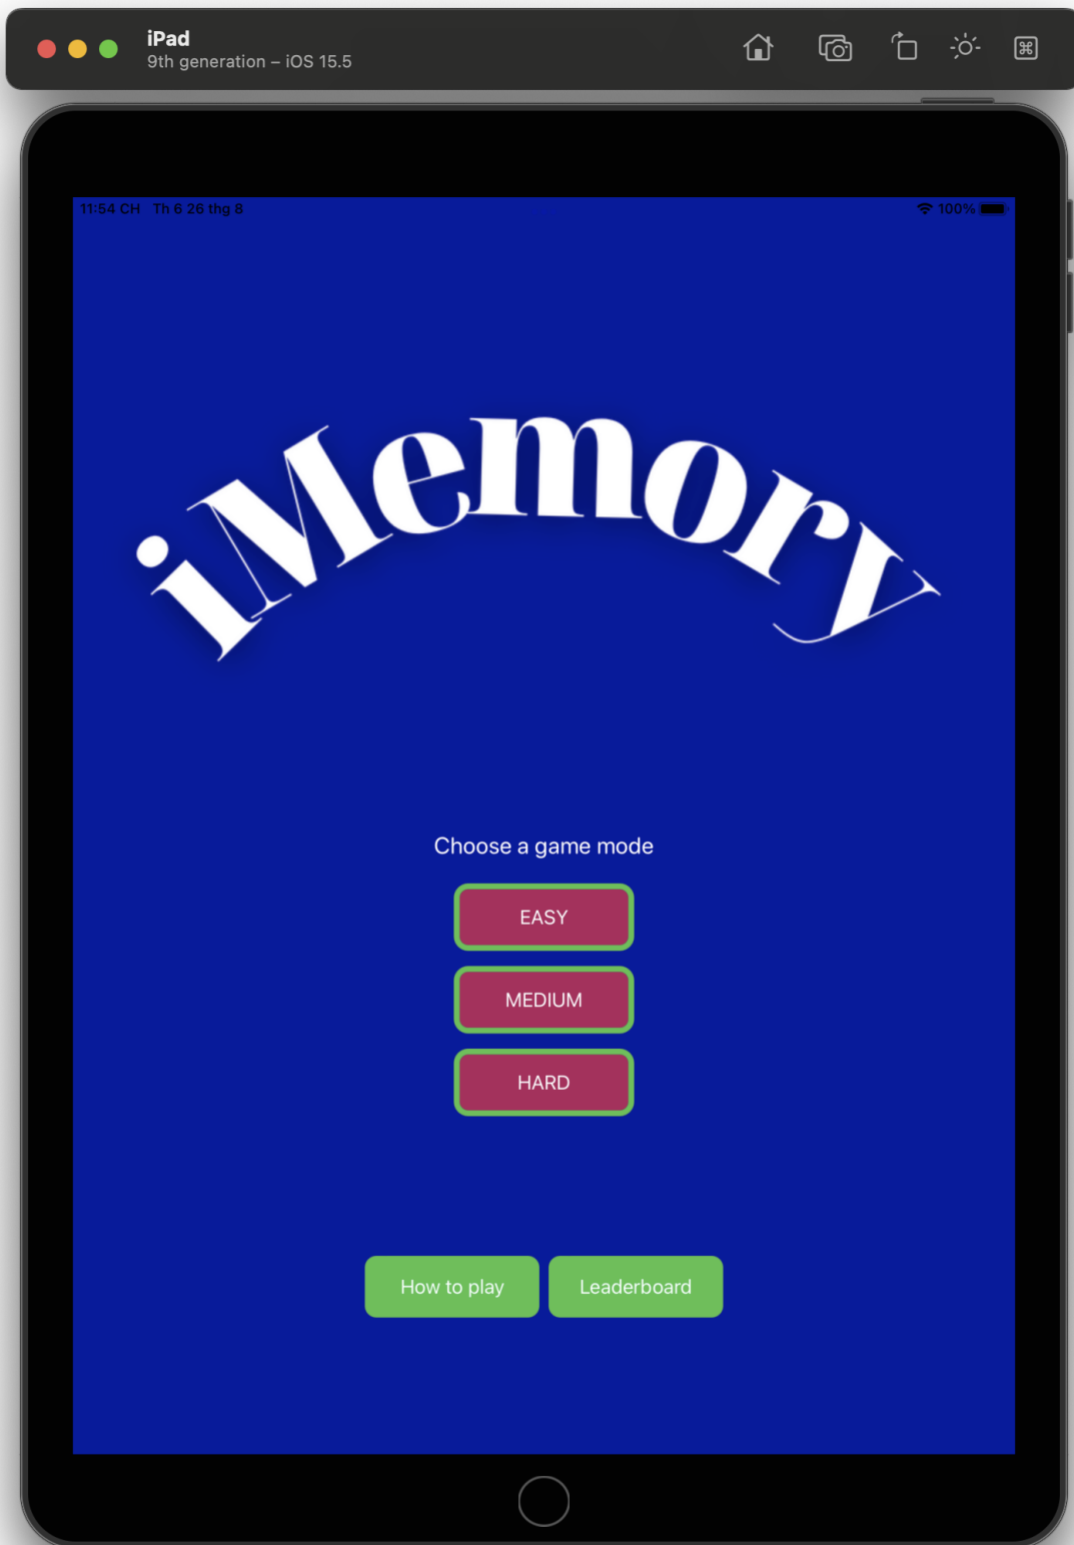 iPad
9th generation – iOS 15.5
11:54 CH Th 6 26 thg 8 100%
iMemory
Choose a game mode
EASY
MEDIUM
HARD
How to play Leaderboard